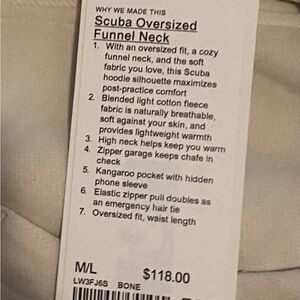 WHY WE MADE THIS
Scuba Oversized
Funnel Neck
1. With an oversized fit, a cozy
funnel neck, and the soft
fabric you love, this Scuba
hoodie silhouette maximizes
post-practice comfort
2. Blended light cotton fleece
fabric is naturally breathable,
soft against your skin, and
provides lightweight warmth
3. High neck helps keep you warm
4. Zipper garage keeps chafe in
check
5. Kangaroo pocket with hidden
phone sleeve
6. Elastic zipper pull doubles as
an emergency hair tie
7. Oversized fit, waist length
M/L
$118.00
LW3FJ6S BONE